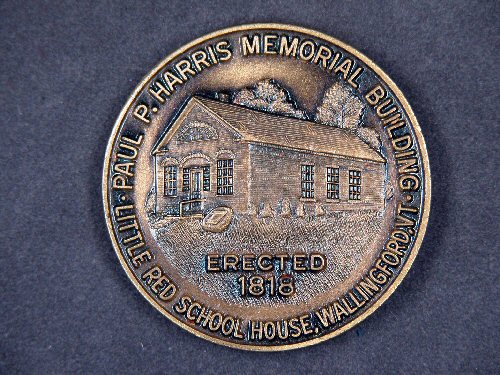 PAUL P. HARRIS MEMORIAL BUILDING
ERECTED
1818
LITTLE RED SCHOOL HOUSE, WALLINGFORD, VT.